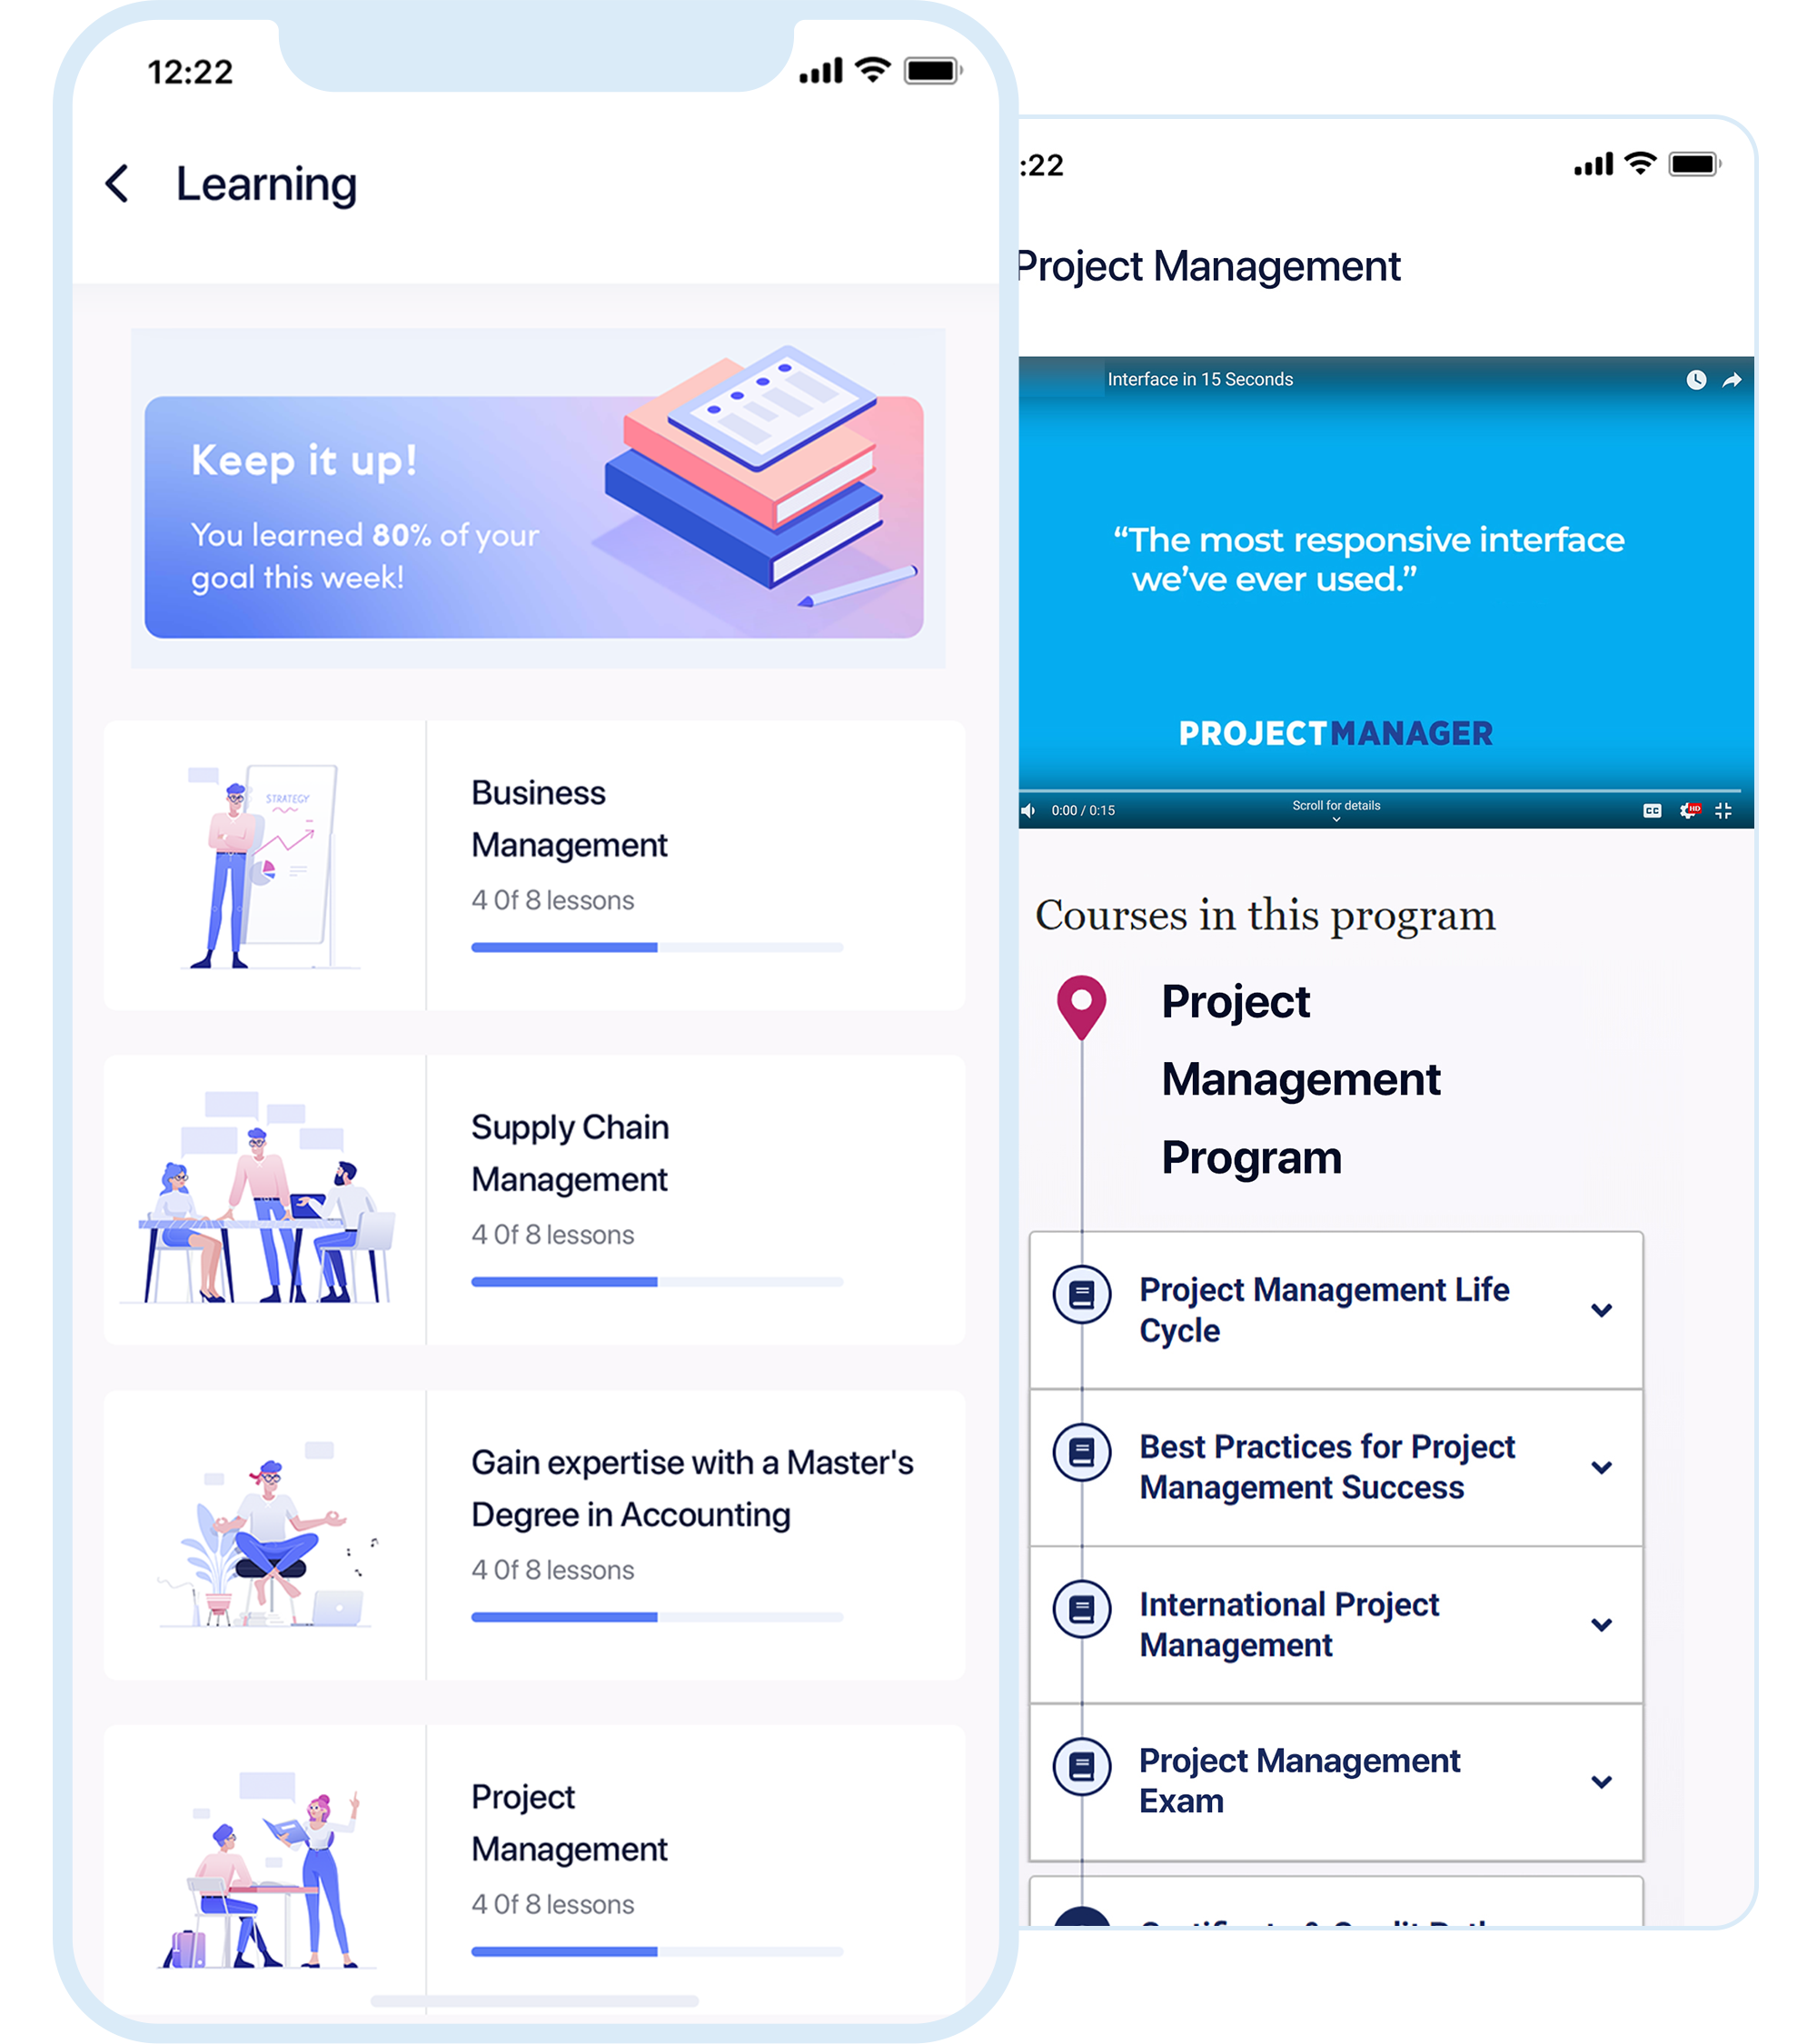 12:22
Learning
Keep it up!
You learned 80% of your
goal this week!
STRATEGY
Business
Management
4 Of 8 lessons
Supply Chain
Management
4 Of 8 lessons
Gain expertise with a Master's
Degree in Accounting
4 Of 8 lessons
Project
Management
4 Of 8 lessons
:22
Project Management
Interface in 15 Seconds
“The most responsive interface
we’ve ever used.”
PROJECTMANAGER
0:00 / 0:15
Scroll for details
CC
HD
Courses in this program
Project
Management
Program
Project Management Life
Cycle
Best Practices for Project
Management Success
International Project
Management
Project Management
Exam